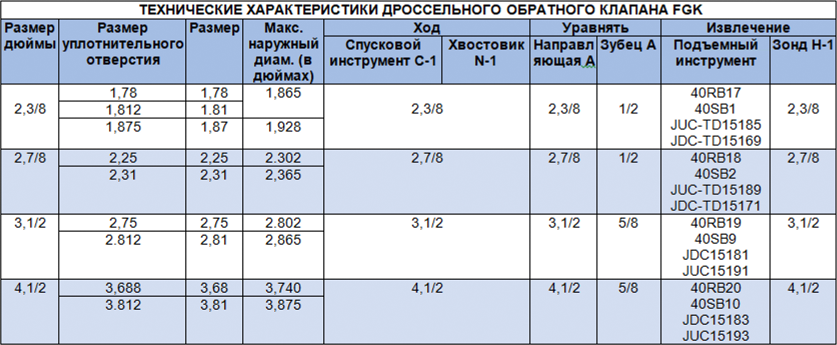 ТЕХНИЧЕСКИЕ ХАРАКТЕРИСТИКИ ДРОССЕЛЬНОГО ОБРАТНОГО КЛАПАНА FGK
Размер дюймы Размер уплотнительного отверстия Размер Макс. наружный диам. (в дюймах) Ход Уравнять Извлечение
Спусковой инструмент С-1 Хвостовик N-1 Направляющая А Зубец А Подъемный инструмент Зонд Н-1
2,3/8 1,78 1,78 1,865 2,3/8 2,3/8 1/2 40RB17 2,3/8
1,812 1.81 40SB1
1,875 1,87 1,928 JUC-TD15185
JDC-TD15169
2,7/8 2,25 2,25 2.302 2,7/8 2,7/8 1/2 40RB18 2,7/8
2,31 2,31 2,365 40SB2
JUC-TD15189
JDC-TD15171
3,1/2 2,75 2,75 2.802 3,1/2 3,1/2 5/8 40RB19 3,1/2
2.812 2,81 2,865 40SB9
JDC15181
JUC15191
4,1/2 3,688 3,68 3,740 4,1/2 4,1/2 5/8 40RB20 4,1/2
3.812 3,81 3,875 40SB10
JDC15183
JUC15193